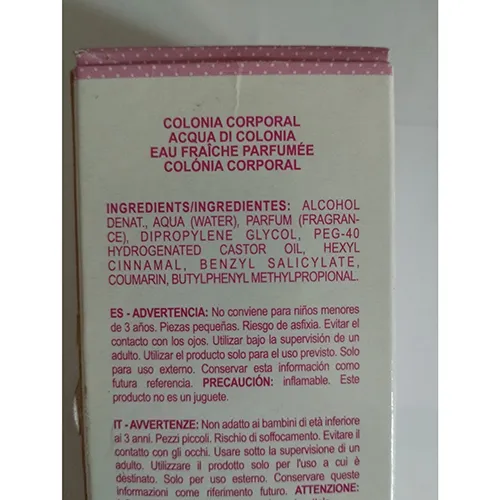 COLONIA CORPORAL
ACQUA DI COLONIA
EAU FRAÎCHE PARFUMÉE
COLÓNIA CORPORAL
INGREDIENTS/INGREDIENTES: ALCOHOL
DENAT., AQUA (WATER), PARFUM (FRAGRAN-
CE), DIPROPYLENE GLYCOL, PEG-40
HYDROGENATED CASTOR OIL, HEXYL
CINNAMAL, BENZYL SALICYLATE,
COUMARIN, BUTYLPHENYL METHYLPROPIONAL.
ES - ADVERTENCIA: No conviene para niños menores
de 3 años. Piezas pequeñas. Riesgo de asfixia. Evitar el
contacto con los ojos. Utilizar bajo la supervisión de un
adulto. Utilizar el producto solo para el uso previsto. Solo
para uso externo. Conservar esta información como
futura referencia. PRECAUCIÓN: inflamable. Este
producto no es un juguete.
IT - AVVERTENZE: Non adatto ai bambini di età inferiore
ai 3 anni. Pezzi piccoli. Rischio di soffocamento. Evitare il
contatto con gli occhi. Usare sotto la supervisione di un
adulto. Utilizzare il prodotto solo per l'uso a cui è
destinato. Solo per uso esterno. Conservare queste
informazioni come riferimento futuro. ATTENZIONE: